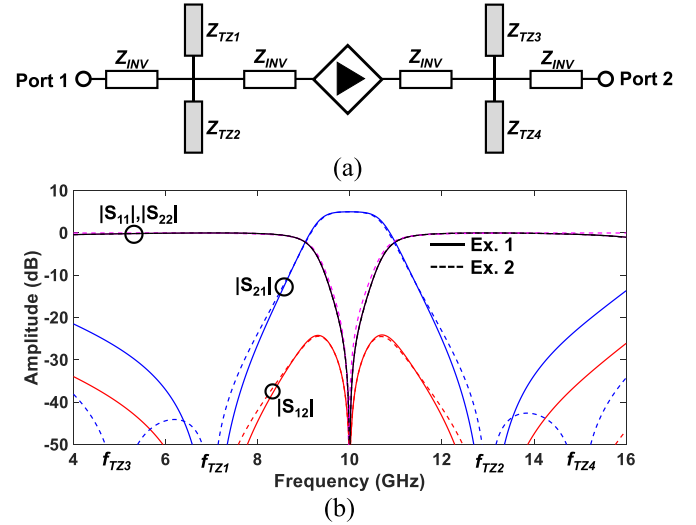 Z_TZ1 Z_TZ3
Z_INV Z_INV Z_INV Z_INV
Port 1 Port 2
Z_TZ2 Z_TZ4
(a)
10
|S11|,|S22|
0
Ex. 1
Ex. 2
-10
|S21|
-20
-30
|S12|
-40
-50
Amplitude (dB)
4 6 8 10 12 14 16
f_TZ3 f_TZ1 f_TZ2 f_TZ4
Frequency (GHz)
(b)